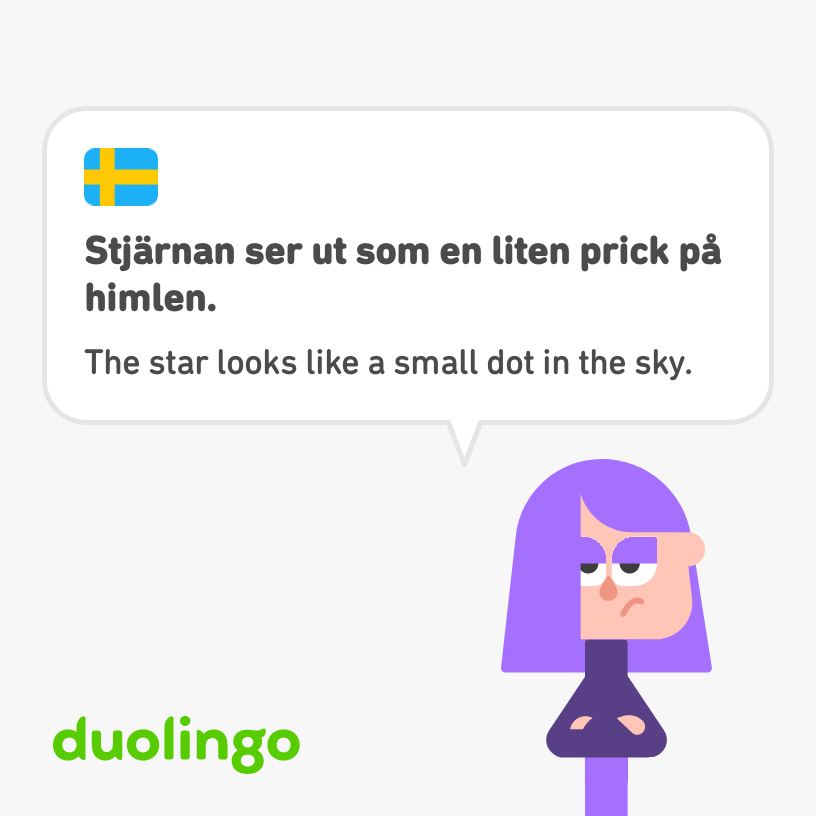 Stjärnan ser ut som en liten prick på
himlen.
The star looks like a small dot in the sky.
duolingo